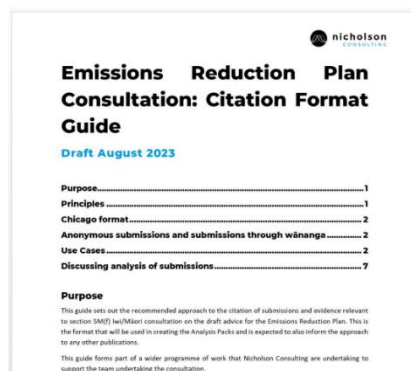 nicholson
CONSULTING
Emissions Reduction Plan
Consultation: Citation Format
Guide
Draft August 2023
Purpose.....1
Principles.....1
Chicago format.....2
Anonymous submissions and submissions through wānanga.....2
Use Cases.....2
Discussing analysis of submissions.....7
Purpose
This guide sets out the recommended approach to the citation of submissions and evidence relevant
to section 5M(f) Iwi/Māori consultation on the draft advice for the Emissions Reduction Plan. This is
the format that will be used in creating the Analysis Packs and is expected to also inform the approach
to any other publications.
This guide forms part of a wider programme of work that Nicholson Consulting are undertaking to
support the team undertaking the consultation.